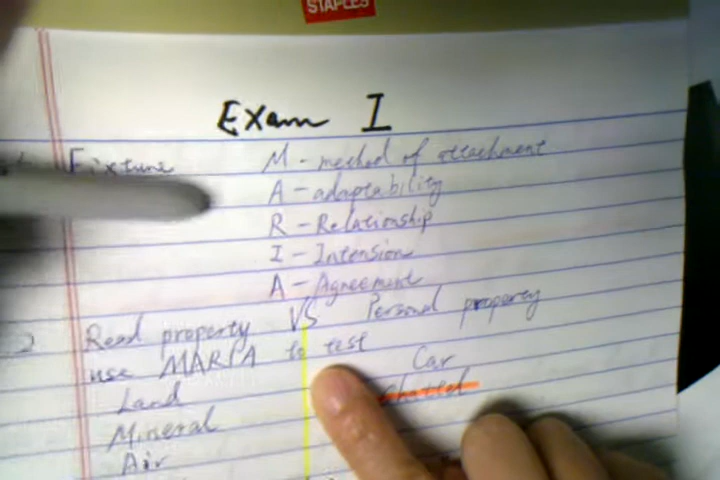 STAPLES
Exam I
Fixture
M - method of attachment
A - adaptability
R - Relationship
I - Intension
A - Agreement
Real property VS Personal property
use MARIA to test
Car
Land
Chattel
Mineral
Air